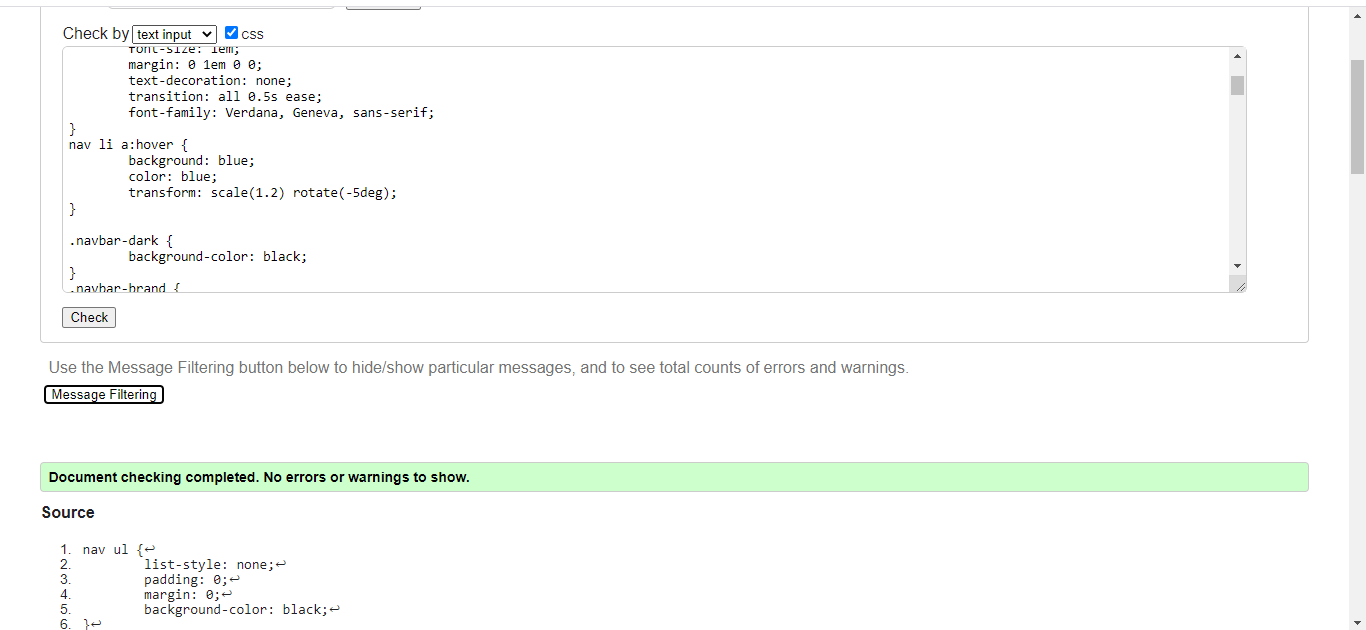 Check by text input css
font-size: 1em;
margin: 0 1em 0 0;
text-decoration: none;
transition: all 0.5s ease;
font-family: Verdana, Geneva, sans-serif;
}
nav li a:hover {
background: blue;
color: blue;
transform: scale(1.2) rotate(-5deg);
}
.navbar-dark {
background-color: black;
}
.navbar-brand {
Check
Use the Message Filtering button below to hide/show particular messages, and to see total counts of errors and warnings.
Message Filtering
Document checking completed. No errors or warnings to show.
Source
1. nav ul {↩
2. list-style: none;↩
3. padding: 0;↩
4. margin: 0;↩
5. background-color: black;↩
6. }↩